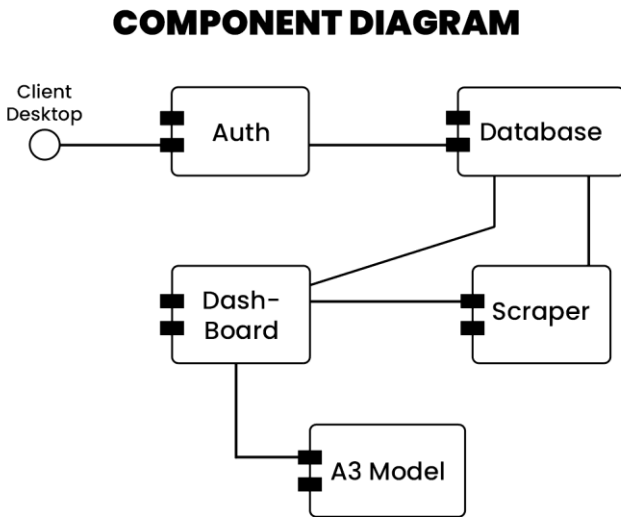 COMPONENT DIAGRAM
Client
Desktop
Auth
Database
Dash-
Board
Scraper
A3 Model